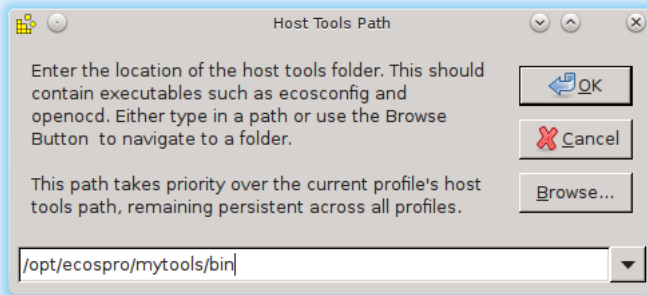 Host Tools Path
Enter the location of the host tools folder. This should
contain executables such as ecosconfig and
openocd. Either type in a path or use the Browse
Button  to navigate to a folder.
This path takes priority over the current profile's host
tools path, remaining persistent across all profiles.
OK
Cancel
Browse...
/opt/ecospro/mytools/bin